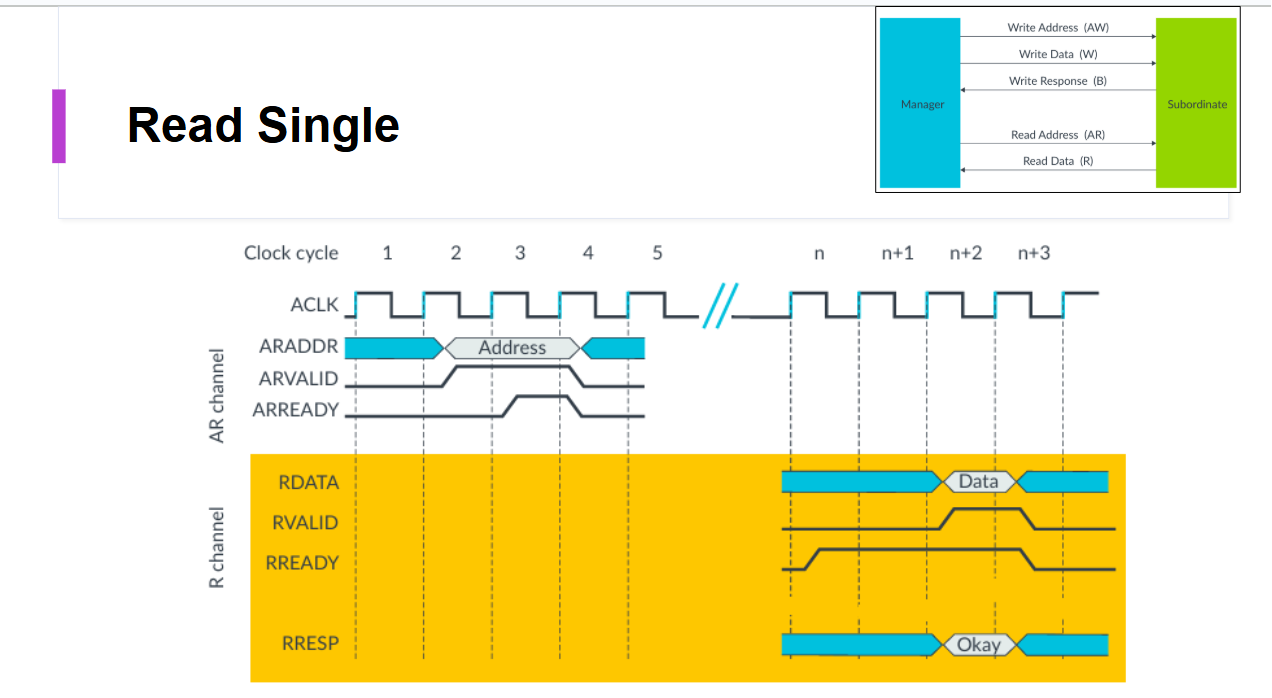 Write Address (AW)
Write Data (W)
Write Response (B)
Manager
Subordinate
Read Address (AR)
Read Data (R)
Read Single
Clock cycle 1 2 3 4 5 n n+1 n+2 n+3
ACLK
AR channel
ARADDR Address
ARVALID
ARREADY
R channel
RDATA Data
RVALID
RREADY
RRESP Okay